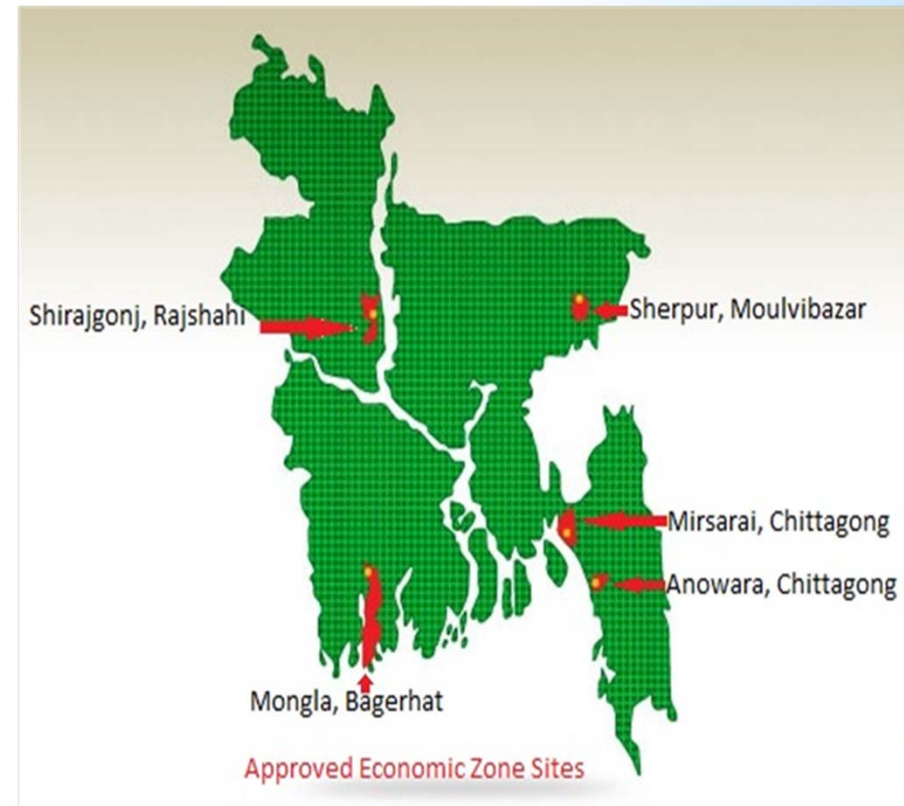 Shirajgonj, Rajshahi
Sherpur, Moulvibazar
Mirsarai, Chittagong
Anowara, Chittagong
Mongla, Bagerhat
Approved Economic Zone Sites